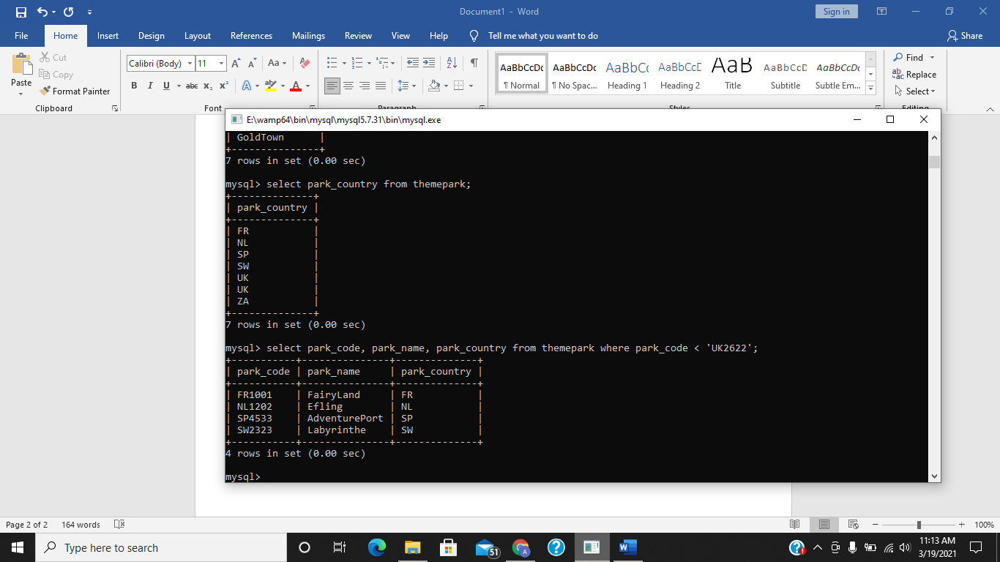 Document1 - Word
Sign in
File Home Insert Design Layout References Mailings Review View Help Tell me what you want to do Share
Paste
Cut
Copy
Format Painter
Clipboard
Calibri (Body) 11
Font
Paragraph
AaBbCcDc AaBbCcDc AaBbCc AaBbCcC AaB AaBbCcD AaBbCcDc
¶ Normal ¶ No Spac... Heading 1 Heading 2 Title Subtitle Subtle Em...
Styles
Find
Replace
Select
Editing
E:\wamp64\bin\mysql\mysql5.7.31\bin\mysql.exe
| GoldTown      |
+---------------+
7 rows in set (0.00 sec)
mysql> select park_country from themepark;
+--------------+
| park_country |
+--------------+
| FR           |
| NL           |
| SP           |
| SW           |
| UK           |
| UK           |
| ZA           |
+--------------+
7 rows in set (0.00 sec)
mysql> select park_code, park_name, park_country from themepark where park_code < 'UK2622';
+-----------+---------------+--------------+
| park_code | park_name     | park_country |
+-----------+---------------+--------------+
| FR1001    | FairyLand     | FR           |
| NL1202    | Efling        | NL           |
| SP4533    | AdventurePort | SP           |
| SW2323    | Labyrinthe    | SW           |
+-----------+---------------+--------------+
4 rows in set (0.00 sec)
mysql>
Page 2 of 2 164 words
100%
Type here to search
51
11:13 AM
3/19/2021